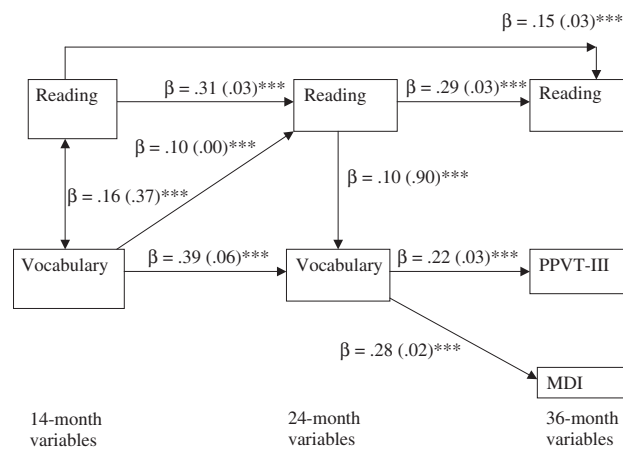 β = .15 (.03)***
Reading
β = .31 (.03)***
Reading
β = .29 (.03)***
Reading
β = .10 (.00)***
β = .16 (.37)***
β = .10 (.90)***
Vocabulary
β = .39 (.06)***
Vocabulary
β = .22 (.03)***
PPVT-III
β = .28 (.02)***
MDI
14-month
variables
24-month
variables
36-month
variables